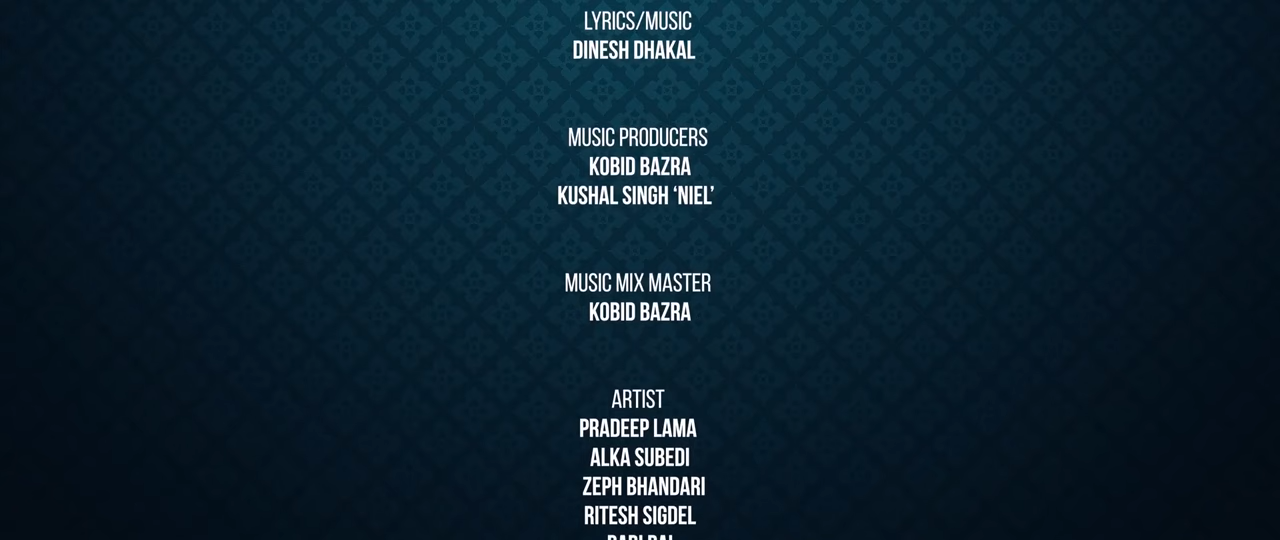 LYRICS/MUSIC
DINESH DHAKAL
MUSIC PRODUCERS
KOBID BAZRA
KUSHAL SINGH ‘NIEL’
MUSIC MIX MASTER
KOBID BAZRA
ARTIST
PRADEEP LAMA
ALKA SUBEDI
ZEPH BHANDARI
RITESH SIGDEL